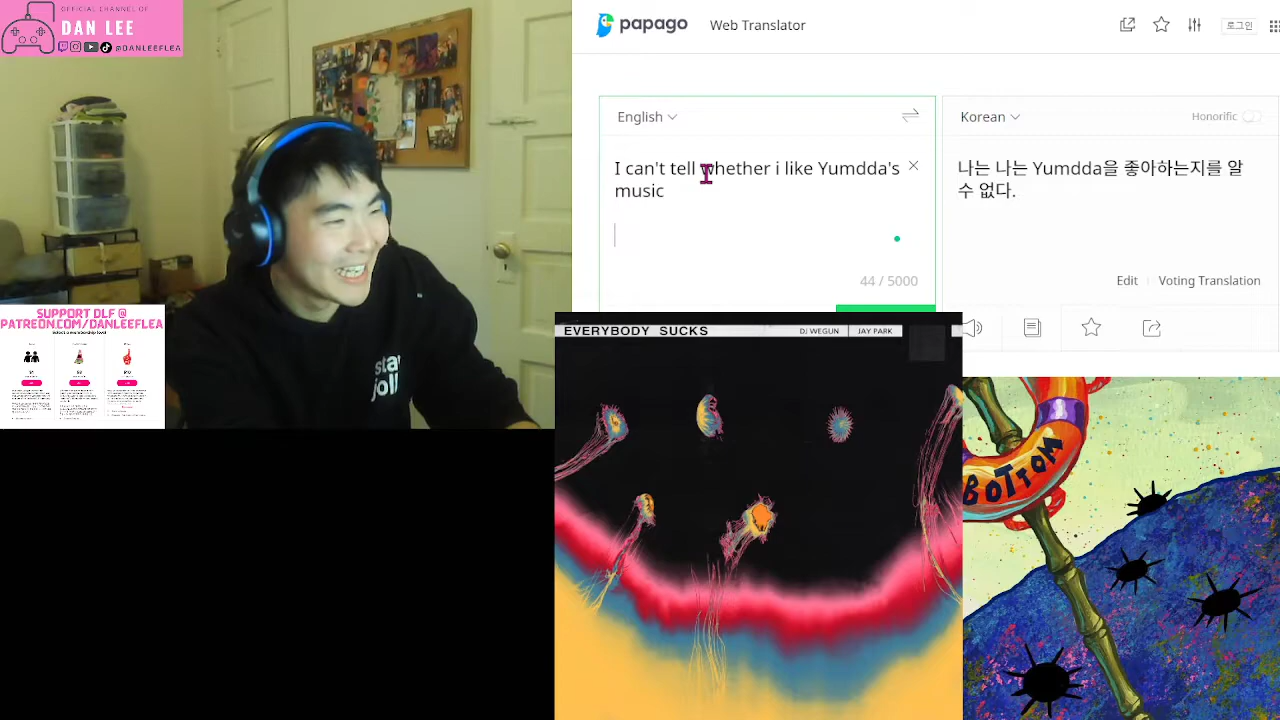 OFFICIAL CHANNEL OF
DAN LEE
@DANLEEFLEA
papago
Web Translator
로그인
English
Korean
Honorific
I can't tell whether i like Yumdda's
music
나는 나는 Yumdda을 좋아하는지를 알
수 없다.
44 / 5000
Edit
Voting Translation
SUPPORT DLF @
PATREON.COM/DANLEEFLEA
stay
joll
EVERYBODY SUCKS
DJ WEGUN
JAY PARK
BOTTOM